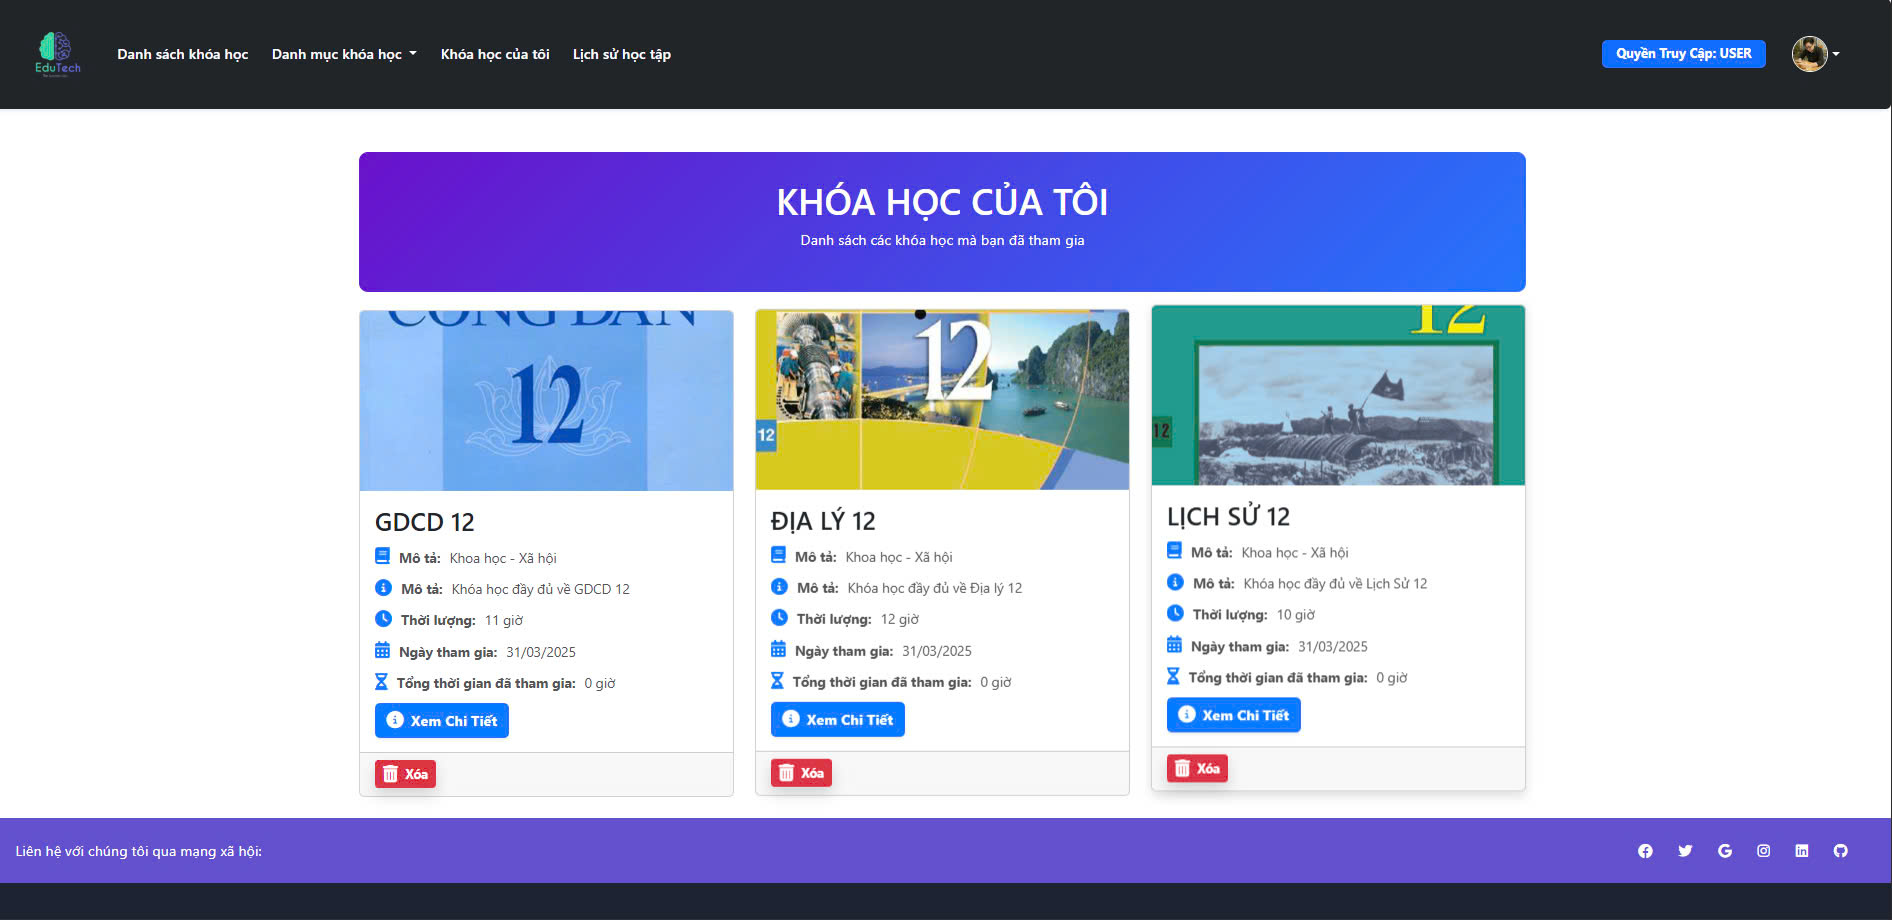 EduTech
Danh sách khóa học
Danh mục khóa học
Khóa học của tôi
Lịch sử học tập
Quyền Truy Cập: USER
KHÓA HỌC CỦA TÔI
Danh sách các khóa học mà bạn đã tham gia
CÔNG DÂN
12
GDCD 12
Mô tả: Khoa học - Xã hội
Mô tả: Khóa học đầy đủ về GDCD 12
Thời lượng: 11 giờ
Ngày tham gia: 31/03/2025
Tổng thời gian đã tham gia: 0 giờ
Xem Chi Tiết
Xóa
12
12
ĐỊA LÝ 12
Mô tả: Khoa học - Xã hội
Mô tả: Khóa học đầy đủ về Địa lý 12
Thời lượng: 12 giờ
Ngày tham gia: 31/03/2025
Tổng thời gian đã tham gia: 0 giờ
Xem Chi Tiết
Xóa
12
12
LỊCH SỬ 12
Mô tả: Khoa học - Xã hội
Mô tả: Khóa học đầy đủ về Lịch Sử 12
Thời lượng: 10 giờ
Ngày tham gia: 31/03/2025
Tổng thời gian đã tham gia: 0 giờ
Xem Chi Tiết
Xóa
Liên hệ với chúng tôi qua mạng xã hội: